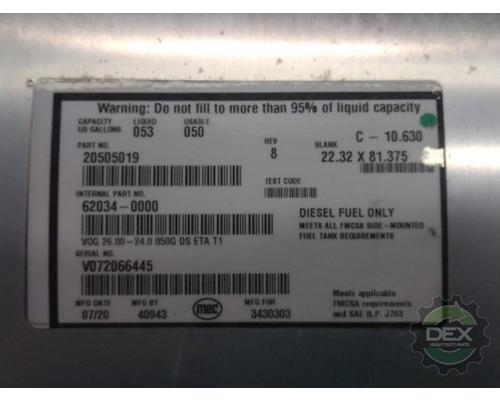 Warning: Do not fill to more than 95% of liquid capacity
CAPACITY LIQUID USABLE
US GALLONS 053 050
C - 10.630
PART NO. REV BLANK
20505019 8 22.32 X 81.375
TEST CODE
INTERNAL PART NO.
62034-0000
DIESEL FUEL ONLY
MEETS ALL FMCSA SIDE-MOUNTED
FUEL TANK REQUIREMENTS
VOG 26.00-24.0 050G DS ETA T1
SERIAL NO.
V072066445
MFG DATE MFG BY MFG FOR
07/20 40943 mec 3430303
Meets applicable
FMCSA requirements
and SAE R.P. J703
DEX
HEAVY DUTY PARTS